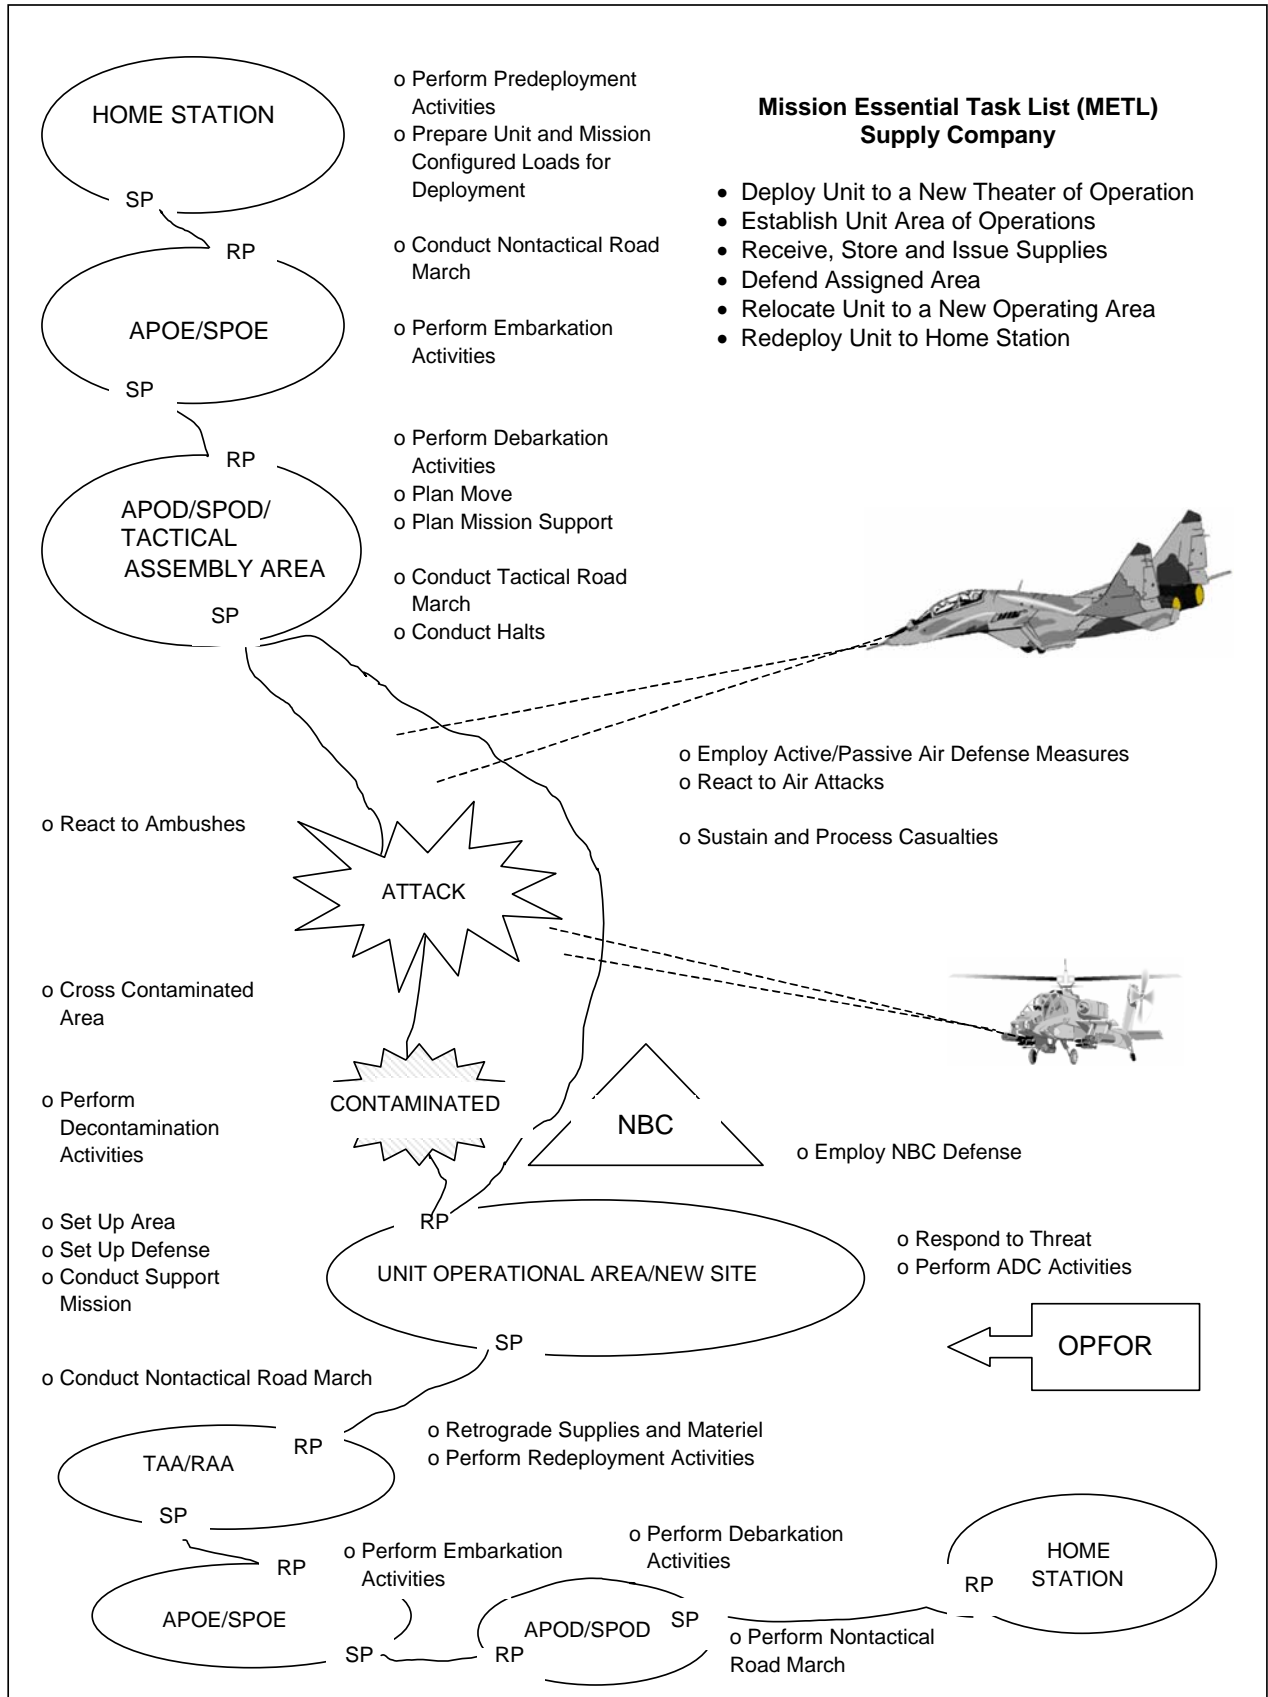 HOME STATION
SP
o Perform Predeployment
Activities
o Prepare Unit and Mission
Configured Loads for
Deployment
Mission Essential Task List (METL)
Supply Company
• Deploy Unit to a New Theater of Operation
• Establish Unit Area of Operations
• Receive, Store and Issue Supplies
• Defend Assigned Area
• Relocate Unit to a New Operating Area
• Redeploy Unit to Home Station
RP
o Conduct Nontactical Road
March
APOE/SPOE
o Perform Embarkation
Activities
SP
RP
o Perform Debarkation
Activities
o Plan Move
o Plan Mission Support
APOD/SPOD/
TACTICAL
ASSEMBLY AREA
SP
o Conduct Tactical Road
March
o Conduct Halts
o Employ Active/Passive Air Defense Measures
o React to Air Attacks
o React to Ambushes
o Sustain and Process Casualties
ATTACK
o Cross Contaminated
Area
o Perform
Decontamination
Activities
CONTAMINATED
NBC
o Employ NBC Defense
o Set Up Area
o Set Up Defense
o Conduct Support
Mission
RP
UNIT OPERATIONAL AREA/NEW SITE
SP
o Respond to Threat
o Perform ADC Activities
OPFOR
o Conduct Nontactical Road March
RP
TAA/RAA
SP
o Retrograde Supplies and Materiel
o Perform Redeployment Activities
RP
APOE/SPOE
SP
o Perform Embarkation
Activities
o Perform Debarkation
Activities
RP
APOD/SPOD
SP
o Perform Nontactical
Road March
RP
HOME
STATION